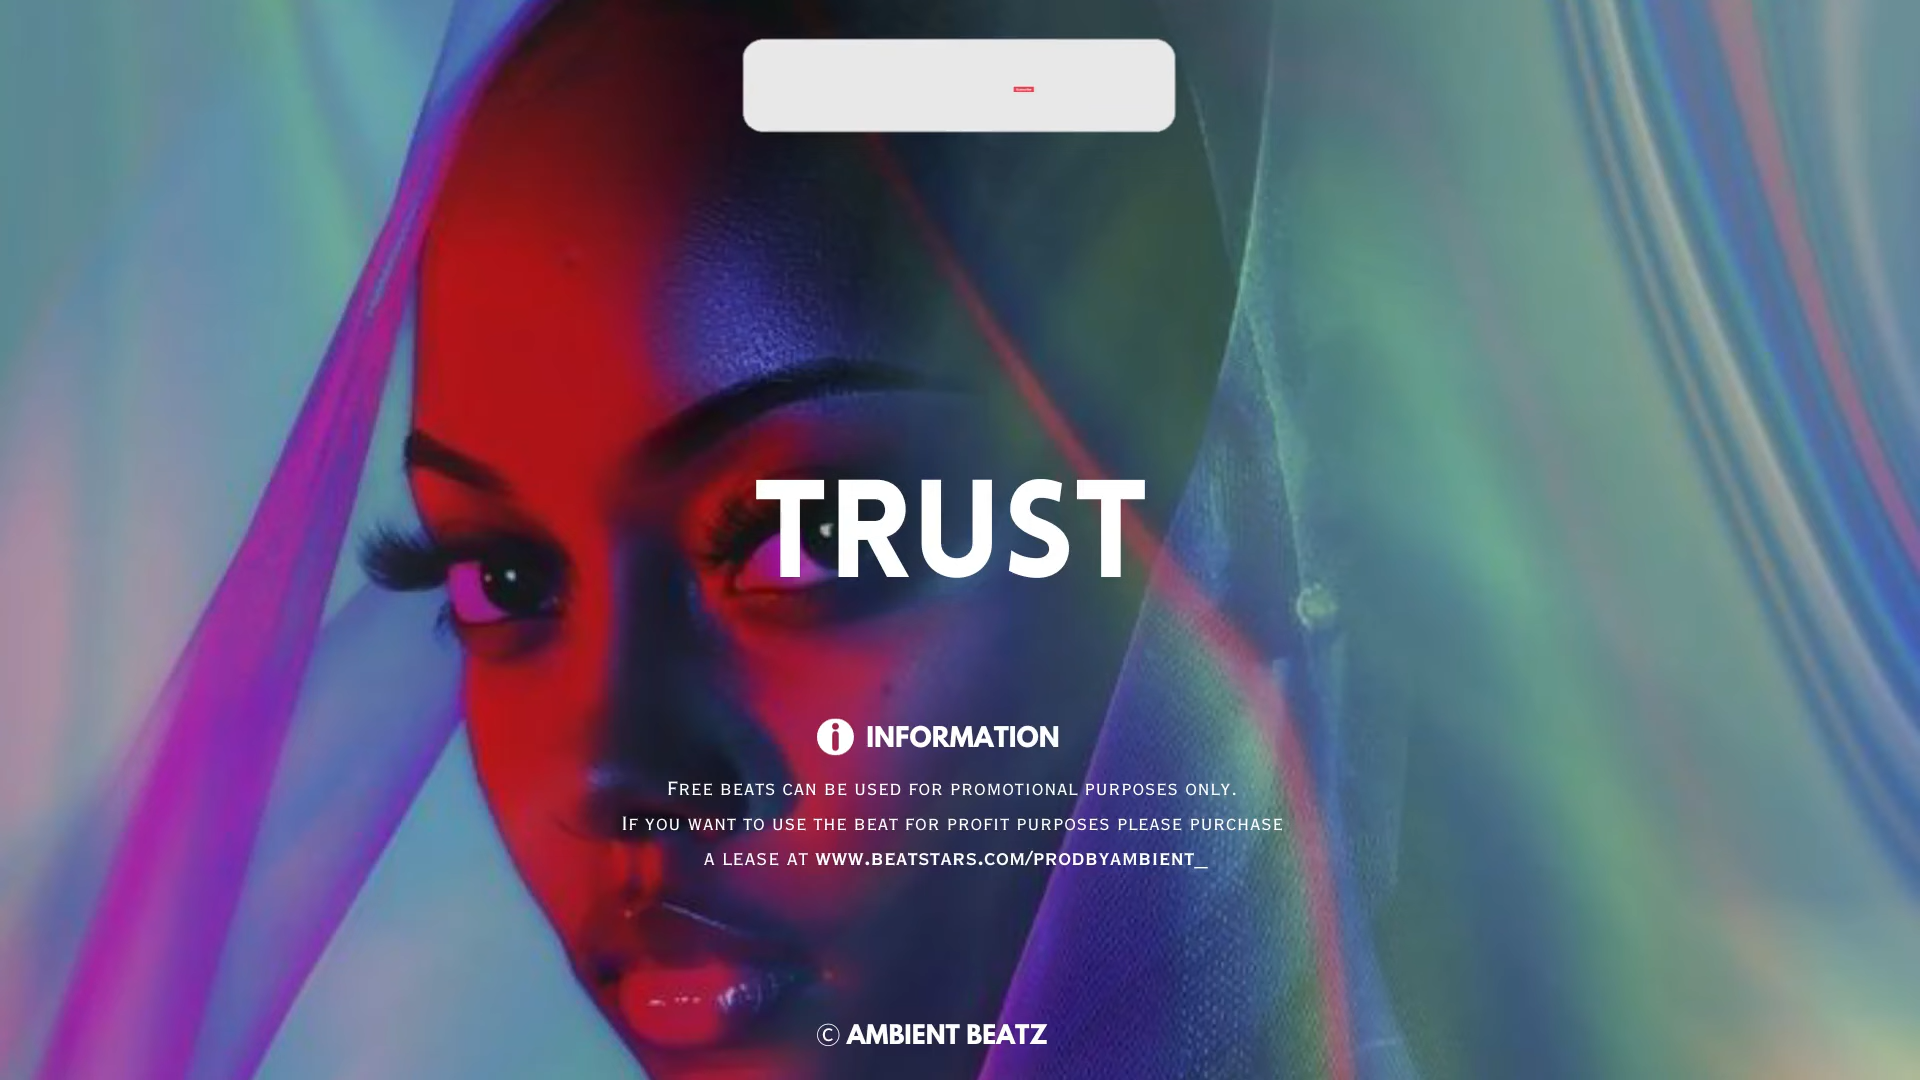 TRUST
INFORMATION
Free beats can be used for promotional purposes only.
If you want to use the beat for profit purposes please purchase
a lease at www.beatstars.com/prodbyambient_
© AMBIENT BEATZ